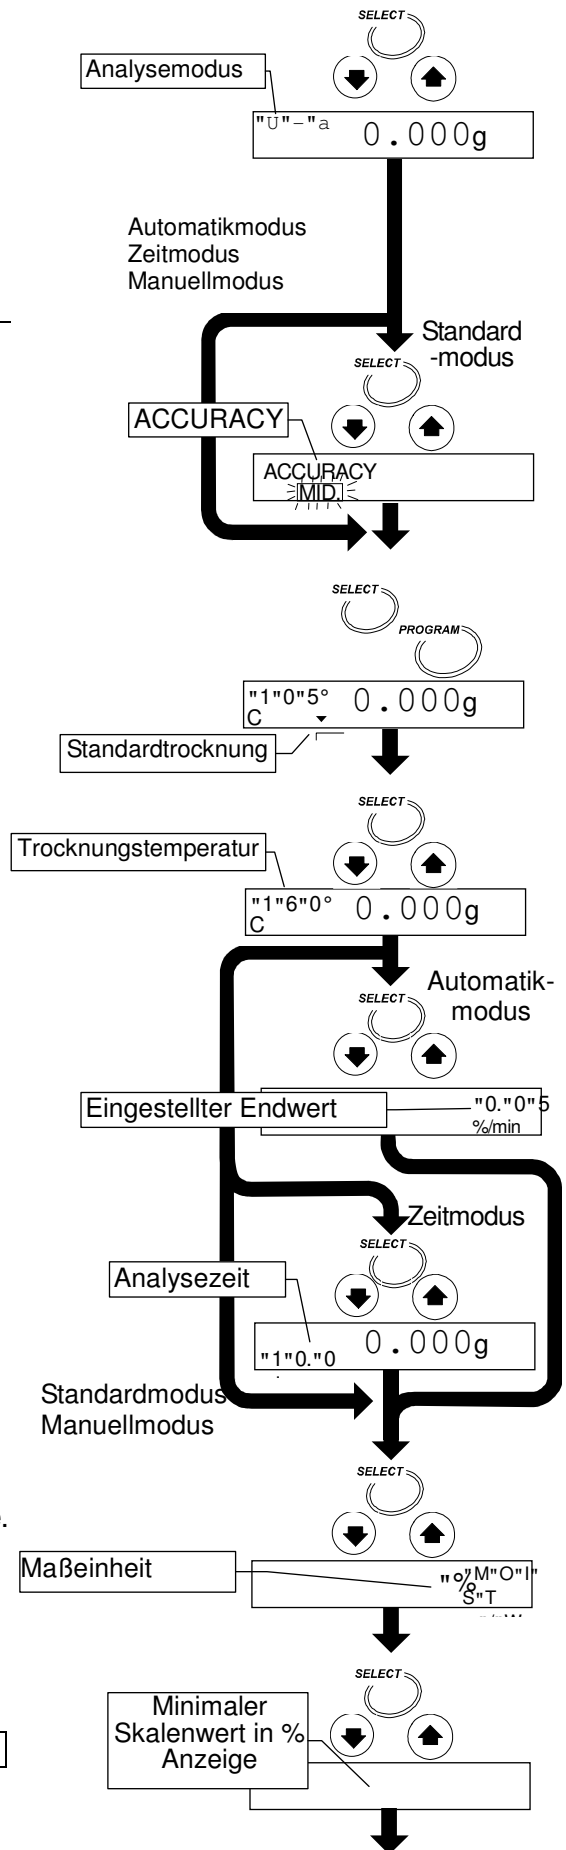 SELECT
Analysemodus
"U"-"a 0.000g
Automatikmodus
Zeitmodus
Manuellmodus
Standard
-modus
SELECT
ACCURACY
ACCURACY
MID.
SELECT
PROGRAM
"1"0"5°
C
0.000g
Standardtrocknung
SELECT
Trocknungstemperatur
"1"6"0°
C
0.000g
Automatik-
modus
SELECT
Eingestellter Endwert
"0."0"5
%/min
Zeitmodus
SELECT
Analysezeit
0.000g
"1"0."0
Standardmodus
Manuellmodus
SELECT
Maßeinheit
"%"M"O"I"
S"T
SELECT
Minimaler
Skalenwert in %
Anzeige